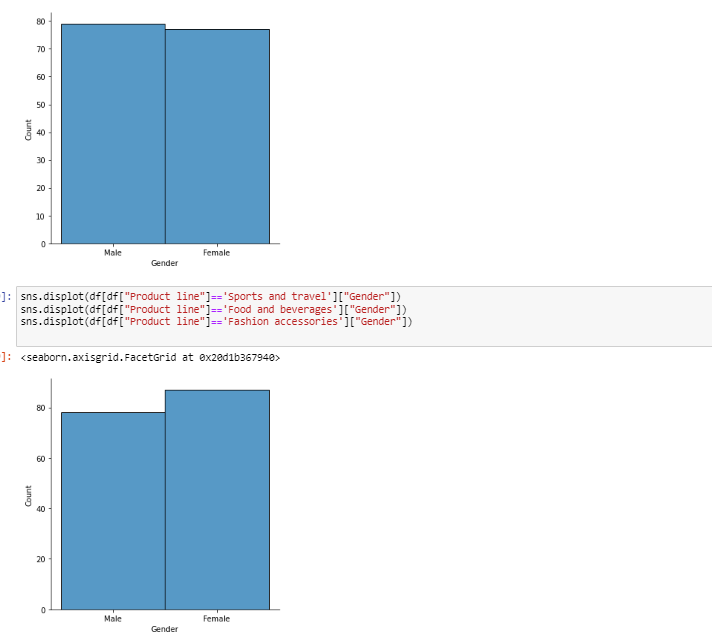 80
70
60
50
40
30
20
10
0
Count
Male Female
Gender
]: sns.displot(df[df["Product line"]=='Sports and travel']["Gender"])
sns.displot(df[df["Product line"]=='Food and beverages']["Gender"])
sns.displot(df[df["Product line"]=='Fashion accessories']["Gender"])
]: <seaborn.axisgrid.FacetGrid at 0x20d1b367940>
80
60
40
20
0
Count
Male Female
Gender